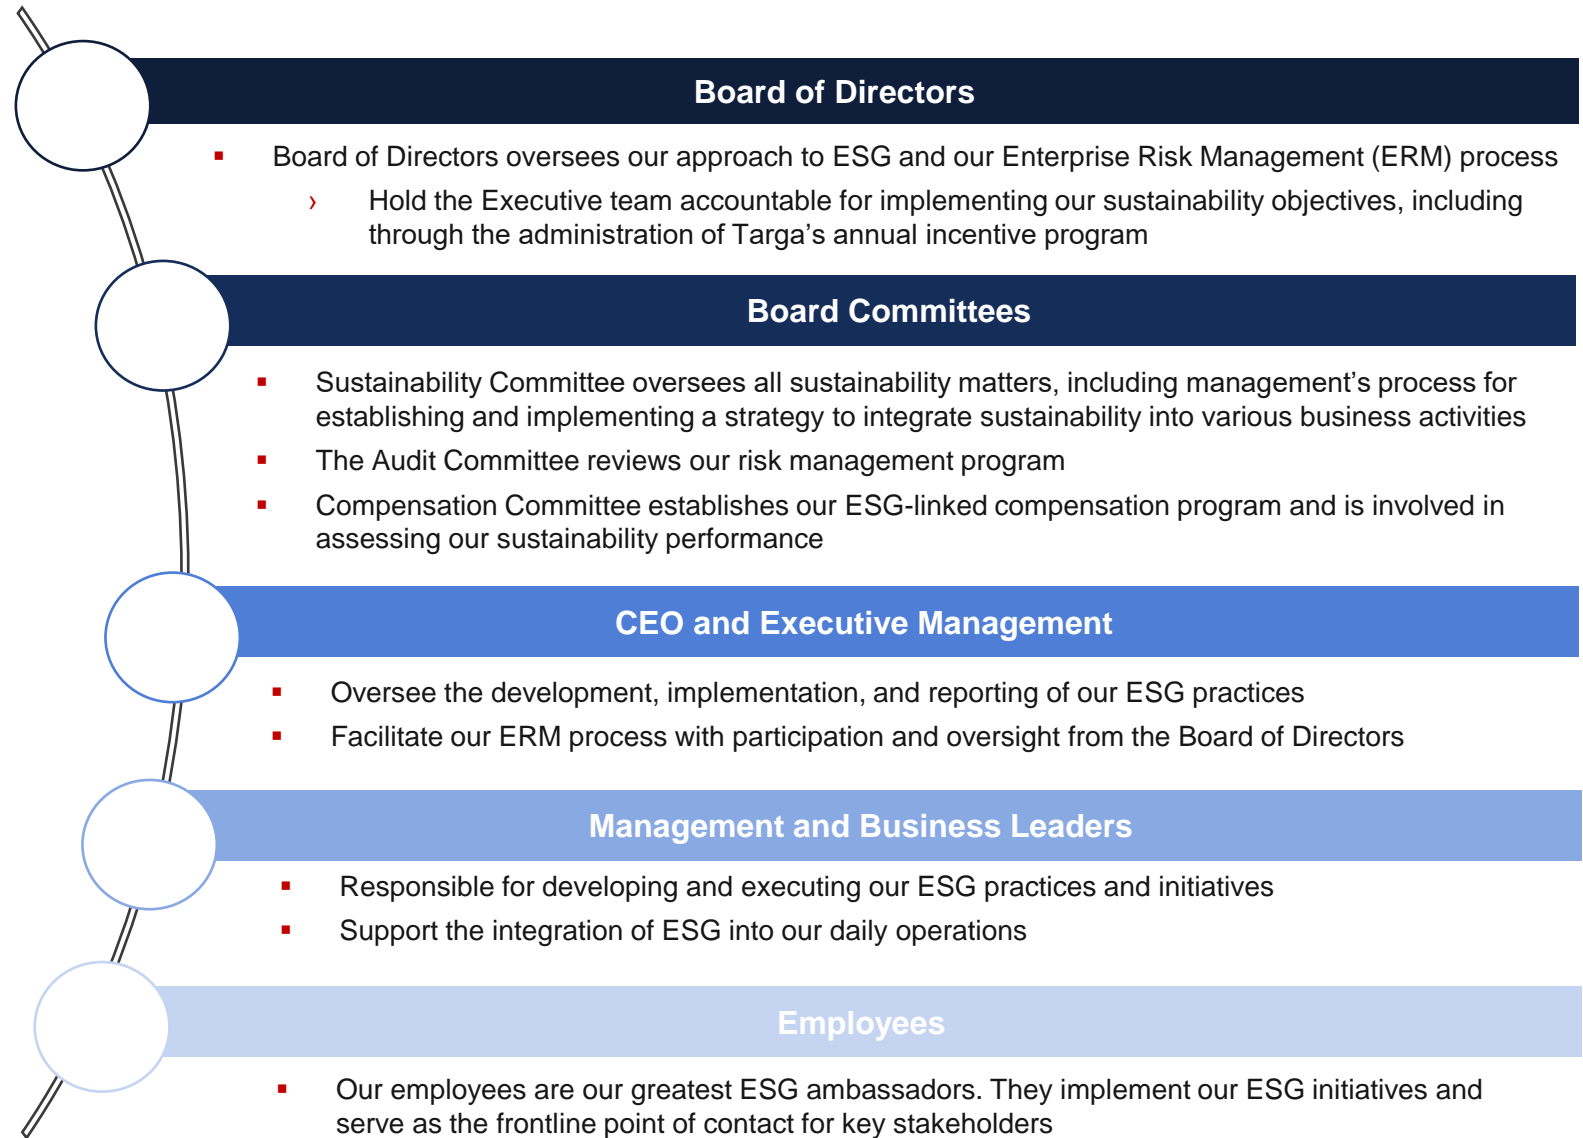 Board of Directors
▪ Board of Directors oversees our approach to ESG and our Enterprise Risk Management (ERM) process
› Hold the Executive team accountable for implementing our sustainability objectives, including
through the administration of Targa’s annual incentive program
Board Committees
▪ Sustainability Committee oversees all sustainability matters, including management’s process for
establishing and implementing a strategy to integrate sustainability into various business activities
▪ The Audit Committee reviews our risk management program
▪ Compensation Committee establishes our ESG-linked compensation program and is involved in
assessing our sustainability performance
CEO and Executive Management
▪ Oversee the development, implementation, and reporting of our ESG practices
▪ Facilitate our ERM process with participation and oversight from the Board of Directors
Management and Business Leaders
▪ Responsible for developing and executing our ESG practices and initiatives
▪ Support the integration of ESG into our daily operations
Employees
▪ Our employees are our greatest ESG ambassadors. They implement our ESG initiatives and
serve as the frontline point of contact for key stakeholders